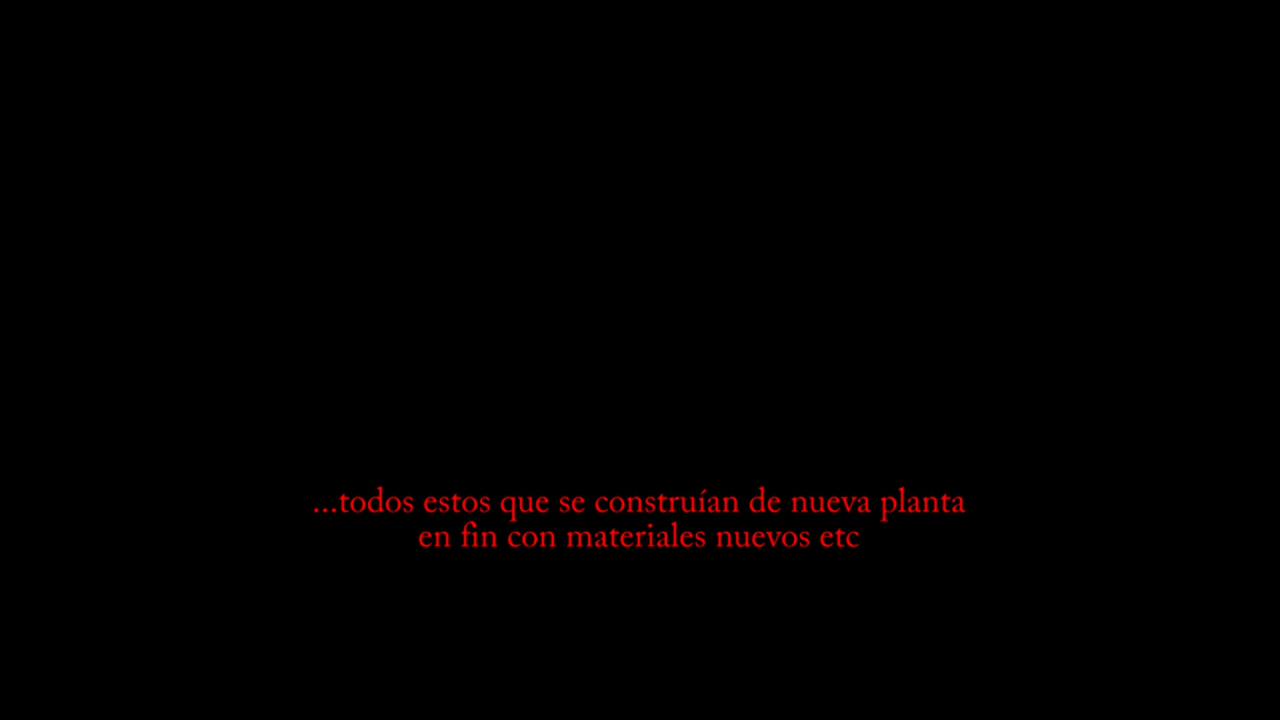 ...todos estos que se construían de nueva planta
en fin con materiales nuevos etc